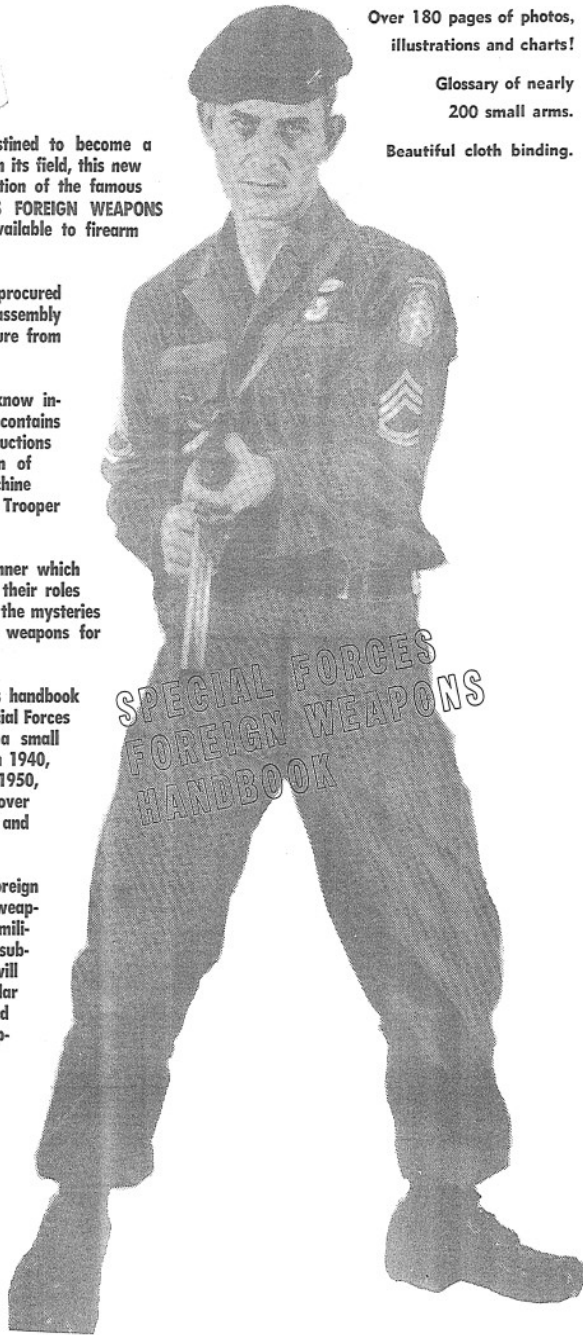 Over 180 pages of photos,
illustrations and charts!
Glossary of nearly
200 small arms.
Beautiful cloth binding.
stined to become a
n its field, this new
tion of the famous
S FOREIGN WEAPONS
vailable to firearm
procured
assembly
ure from
know in-
contains
uctions
n of
chine
Trooper
nner which
their roles
the mysteries
weapons for
s handbook
cial Forces
a small
n 1940,
1950,
over
and
oreign
weap-
mili-
sub-
will
lar
d
p-
SPECIAL FORCES
FOREIGN WEAPONS
HANDBOOK